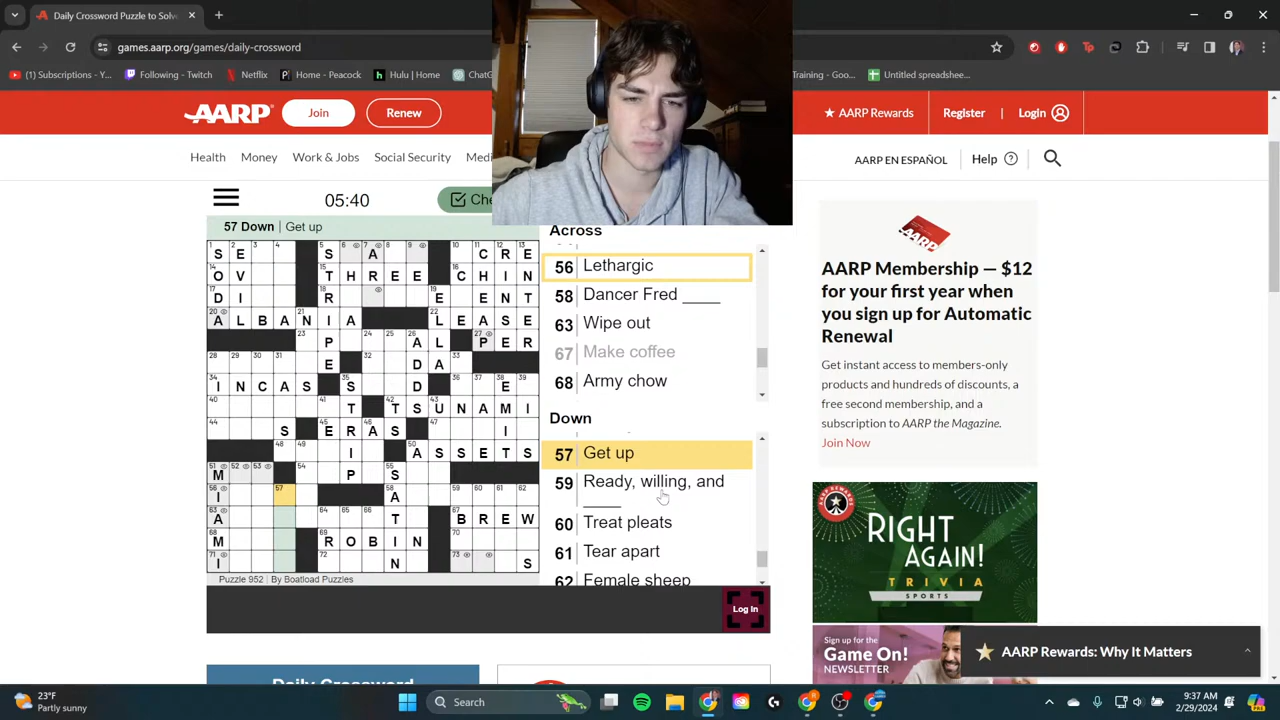 Daily Crossword Puzzle to Solv
games.aarp.org/games/daily-crossword
(1) Subscriptions - Y...
Following - Twitch
Netflix
Home - Peacock
Hulu | Home
Training - Goo...
Untitled spreadshee...
AARP
Join
Renew
AARP Rewards
Register
Login
Health
Money
Work & Jobs
Social Security
AARP EN ESPAÑOL
Help
05:40
57 Down | Get up
Across
56 Lethargic
58 Dancer Fred _____
63 Wipe out
67 Make coffee
68 Army chow
Down
57 Get up
59 Ready, willing, and
_____
60 Treat pleats
61 Tear apart
62 Female sheep
S E S A C R E
O V T H R E E C H I N
D I R E E N T
A L B A N I A L E A S E
P A L P E R
E D A
I N C A S S D E
T T S U N A M I
S E R A S I
I A S S E T S
M P S
I A
A T B R E W
M R O B I N
I N S
Puzzle 952 | By Boatload Puzzles
Log In
AARP Membership — $12
for your first year when
you sign up for Automatic
Renewal
Get instant access to members-only
products and hundreds of discounts, a
free second membership, and a
subscription to AARP the Magazine.
Join Now
RIGHT
AGAIN!
TRIVIA
SPORTS
Sign up for the
Game On!
NEWSLETTER
AARP Rewards: Why It Matters
23°F
Partly sunny
Search
9:37 AM
2/29/2024